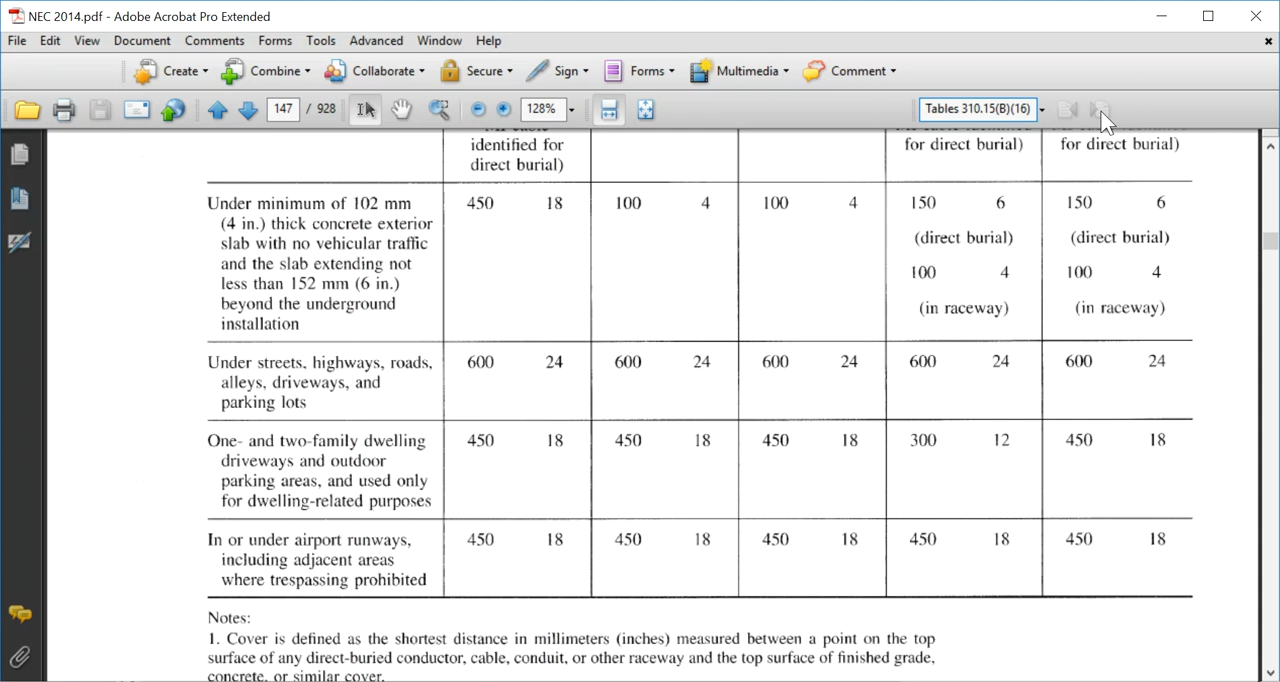 NEC 2014.pdf - Adobe Acrobat Pro Extended
File Edit View Document Comments Forms Tools Advanced Window Help
Create Combine Collaborate Secure Sign Forms Multimedia Comment
147 / 928 128% Tables 310.15(B)(16)
identified for for direct burial) for direct burial)
direct burial)
Under minimum of 102 mm 450 18 100 4 100 4 150 6 150 6
(4 in.) thick concrete exterior
slab with no vehicular traffic (direct burial) (direct burial)
and the slab extending not 100 4 100 4
less than 152 mm (6 in.)
beyond the underground (in raceway) (in raceway)
installation
Under streets, highways, roads, 600 24 600 24 600 24 600 24 600 24
alleys, driveways, and
parking lots
One- and two-family dwelling 450 18 450 18 450 18 300 12 450 18
driveways and outdoor
parking areas, and used only
for dwelling-related purposes
In or under airport runways, 450 18 450 18 450 18 450 18 450 18
including adjacent areas
where trespassing prohibited
Notes:
1. Cover is defined as the shortest distance in millimeters (inches) measured between a point on the top
surface of any direct-buried conductor, cable, conduit, or other raceway and the top surface of finished grade,
concrete, or similar cover.